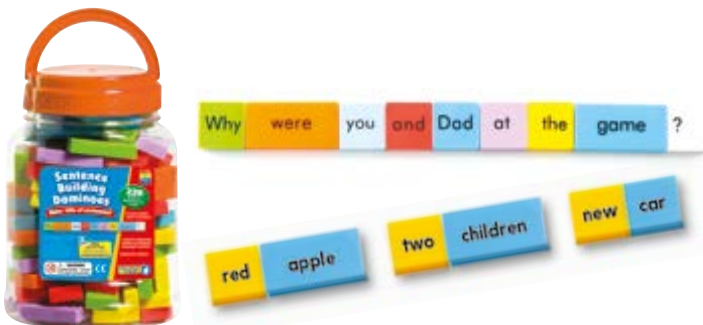 Sentence
Building
Dominoes
Why were you and Dad at the game ?
red apple
two children
new car